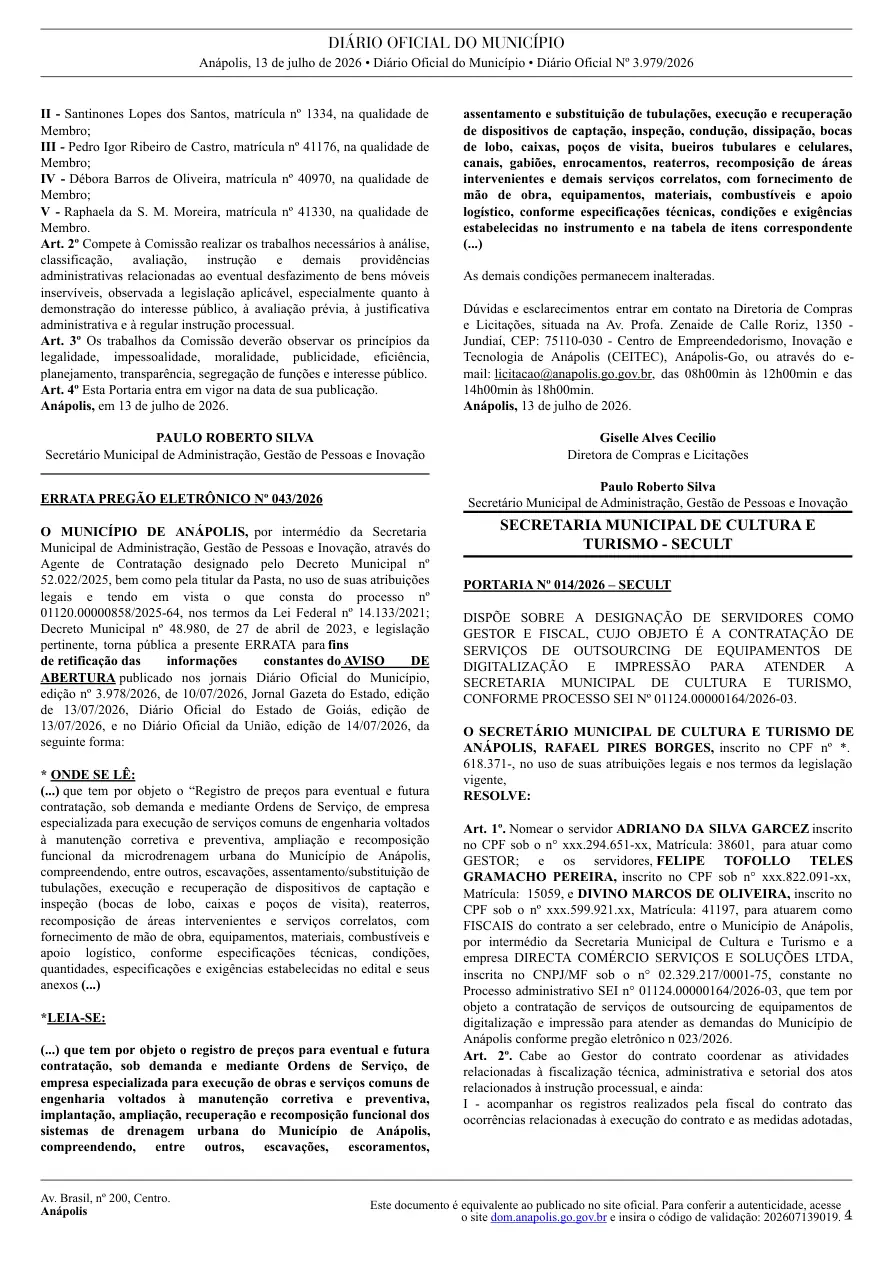 DIÁRIO OFICIAL DO MUNICÍPIO
Anápolis, 13 de julho de 2026 • Diário Oficial do Município • Diário Oficial Nº 3.979/2026
II - Santinones Lopes dos Santos, matrícula nº 1334, na qualidade de
Membro;
III - Pedro Igor Ribeiro de Castro, matrícula nº 41176, na qualidade de
Membro;
IV - Débora Barros de Oliveira, matrícula nº 40970, na qualidade de
Membro;
V - Raphaela da S. M. Moreira, matrícula nº 41330, na qualidade de
Membro.
Art. 2º Compete à Comissão realizar os trabalhos necessários à análise,
classificação, avaliação, instrução e demais providências
administrativas relacionadas ao eventual desfazimento de bens móveis
inservíveis, observada a legislação aplicável, especialmente quanto à
demonstração do interesse público, à avaliação prévia, à justificativa
administrativa e à regular instrução processual.
Art. 3º Os trabalhos da Comissão deverão observar os princípios da
legalidade, impessoalidade, moralidade, publicidade, eficiência,
planejamento, transparência, segregação de funções e interesse público.
Art. 4º Esta Portaria entra em vigor na data de sua publicação.
Anápolis, em 13 de julho de 2026.
PAULO ROBERTO SILVA
Secretário Municipal de Administração, Gestão de Pessoas e Inovação
ERRATA PREGÃO ELETRÔNICO Nº 043/2026
O MUNICÍPIO DE ANÁPOLIS, por intermédio da Secretaria
Municipal de Administração, Gestão de Pessoas e Inovação, através do
Agente de Contratação designado pelo Decreto Municipal nº
52.022/2025, bem como pela titular da Pasta, no uso de suas atribuições
legais e tendo em vista o que consta do processo nº
01120.00000858/2025-64, nos termos da Lei Federal nº 14.133/2021;
Decreto Municipal nº 48.980, de 27 de abril de 2023, e legislação
pertinente, torna pública a presente ERRATA para fins
de retificação das informações constantes do AVISO DE
ABERTURA publicado nos jornais Diário Oficial do Município,
edição nº 3.978/2026, de 10/07/2026, Jornal Gazeta do Estado, edição
de 13/07/2026, Diário Oficial do Estado de Goiás, edição de
13/07/2026, e no Diário Oficial da União, edição de 14/07/2026, da
seguinte forma:
* ONDE SE LÊ:
(...) que tem por objeto o “Registro de preços para eventual e futura
contratação, sob demanda e mediante Ordens de Serviço, de empresa
especializada para execução de serviços comuns de engenharia voltados
à manutenção corretiva e preventiva, ampliação e recomposição
funcional da microdrenagem urbana do Município de Anápolis,
compreendendo, entre outros, escavações, assentamento/substituição de
tubulações, execução e recuperação de dispositivos de captação e
inspeção (bocas de lobo, caixas e poços de visita), reaterros,
recomposição de áreas intervenientes e serviços correlatos, com
fornecimento de mão de obra, equipamentos, materiais, combustíveis e
apoio logístico, conforme especificações técnicas, condições,
quantidades, especificações e exigências estabelecidas no edital e seus
anexos (...)
*LEIA-SE:
(...) que tem por objeto o registro de preços para eventual e futura
contratação, sob demanda e mediante Ordens de Serviço, de
empresa especializada para execução de obras e serviços comuns de
engenharia voltados à manutenção corretiva e preventiva,
implantação, ampliação, recuperação e recomposição funcional dos
sistemas de drenagem urbana do Município de Anápolis,
compreendendo, entre outros, escavações, escoramentos,
assentamento e substituição de tubulações, execução e recuperação
de dispositivos de captação, inspeção, condução, dissipação, bocas
de lobo, caixas, poços de visita, bueiros tubulares e celulares,
canais, gabiões, enrocamentos, reaterros, recomposição de áreas
intervenientes e demais serviços correlatos, com fornecimento de
mão de obra, equipamentos, materiais, combustíveis e apoio
logístico, conforme especificações técnicas, condições e exigências
estabelecidas no instrumento e na tabela de itens correspondente
(...)
As demais condições permanecem inalteradas.
Dúvidas e esclarecimentos entrar em contato na Diretoria de Compras
e Licitações, situada na Av. Profa. Zenaide de Calle Roriz, 1350 -
Jundiaí, CEP: 75110-030 - Centro de Empreendedorismo, Inovação e
Tecnologia de Anápolis (CEITEC), Anápolis-Go, ou através do e-
mail: licitacao@anapolis.go.gov.br, das 08h00min às 12h00min e das
14h00min às 18h00min.
Anápolis, 13 de julho de 2026.
Giselle Alves Cecilio
Diretora de Compras e Licitações
Paulo Roberto Silva
Secretário Municipal de Administração, Gestão de Pessoas e Inovação
SECRETARIA MUNICIPAL DE CULTURA E
TURISMO - SECULT
PORTARIA Nº 014/2026 – SECULT
DISPÕE SOBRE A DESIGNAÇÃO DE SERVIDORES COMO
GESTOR E FISCAL, CUJO OBJETO É A CONTRATAÇÃO DE
SERVIÇOS DE OUTSOURCING DE EQUIPAMENTOS DE
DIGITALIZAÇÃO E IMPRESSÃO PARA ATENDER A
SECRETARIA MUNICIPAL DE CULTURA E TURISMO,
CONFORME PROCESSO SEI Nº 01124.00000164/2026-03.
O SECRETÁRIO MUNICIPAL DE CULTURA E TURISMO DE
ANÁPOLIS, RAFAEL PIRES BORGES, inscrito no CPF nº *.
618.371-, no uso de suas atribuições legais e nos termos da legislação
vigente,
RESOLVE:
Art. 1º. Nomear o servidor ADRIANO DA SILVA GARCEZ inscrito
no CPF sob o n° xxx.294.651-xx, Matrícula: 38601, para atuar como
GESTOR; e os servidores, FELIPE TOFOLLO TELES
GRAMACHO PEREIRA, inscrito no CPF sob n° xxx.822.091-xx,
Matrícula: 15059, e DIVINO MARCOS DE OLIVEIRA, inscrito no
CPF sob o nº xxx.599.921.xx, Matrícula: 41197, para atuarem como
FISCAIS do contrato a ser celebrado, entre o Município de Anápolis,
por intermédio da Secretaria Municipal de Cultura e Turismo e a
empresa DIRECTA COMÉRCIO SERVIÇOS E SOLUÇÕES LTDA,
inscrita no CNPJ/MF sob o n° 02.329.217/0001-75, constante no
Processo administrativo SEI n° 01124.00000164/2026-03, que tem por
objeto a contratação de serviços de outsourcing de equipamentos de
digitalização e impressão para atender as demandas do Município de
Anápolis conforme pregão eletrônico n 023/2026.
Art. 2º. Cabe ao Gestor do contrato coordenar as atividades
relacionadas à fiscalização técnica, administrativa e setorial dos atos
relacionados à instrução processual, e ainda:
I - acompanhar os registros realizados pela fiscal do contrato das
ocorrências relacionadas à execução do contrato e as medidas adotadas,
Av. Brasil, nº 200, Centro.
Anápolis
Este documento é equivalente ao publicado no site oficial. Para conferir a autenticidade, acesse
o site dom.anapolis.go.gov.br e insira o código de validação: 202607139019. 4